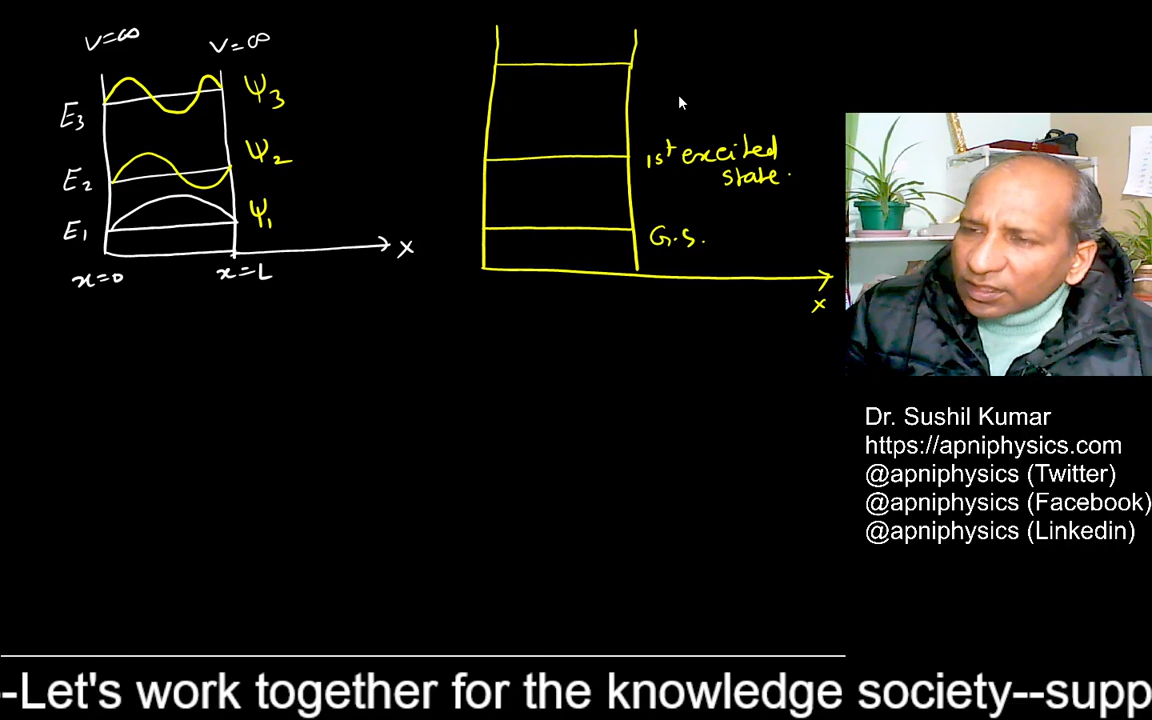 V=∞
V=∞
E₃
ψ₃
E₂
ψ₂
E₁
ψ₁
x=0
x=L
x
1st excited
state.
G.S.
x
Dr. Sushil Kumar
https://apniphysics.com
@apniphysics (Twitter)
@apniphysics (Facebook)
@apniphysics (Linkedin)
--Let's work together for the knowledge society--supp